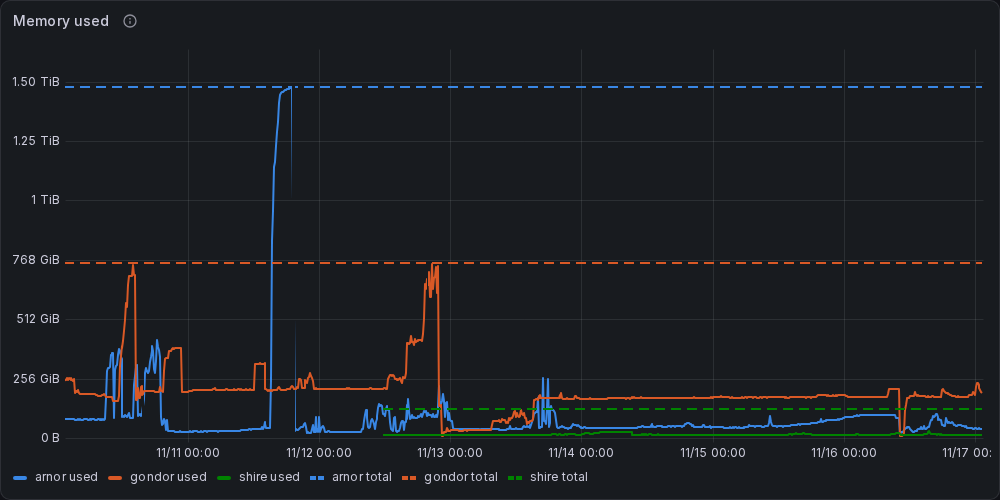 Memory used
1.50 TiB
1.25 TiB
1 TiB
768 GiB
512 GiB
256 GiB
0 B
11/11 00:00 11/12 00:00 11/13 00:00 11/14 00:00 11/15 00:00 11/16 00:00 11/17 00:
arnor used gondor used shire used arnor total gondor total shire total